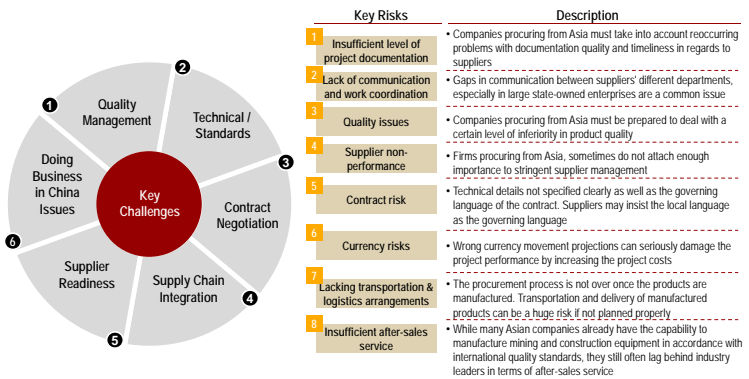 Key Risks
Description
1
Quality
Management
2
Technical /
Standards
3
Contract
Negotiation
4
Supply Chain
Integration
5
Supplier
Readiness
6
Doing
Business
in China
Issues
Key
Challenges
1
Insufficient level of
project documentation
• Companies procuring from Asia must take into account reoccurring
problems with documentation quality and timeliness in regards to
suppliers
2
Lack of communication
and work coordination
• Gaps in communication between suppliers' different departments,
especially in large state-owned enterprises are a common issue
3
Quality issues
• Companies procuring from Asia must be prepared to deal with a
certain level of inferiority in product quality
4
Supplier non-
performance
• Firms procuring from Asia, sometimes do not attach enough
importance to stringent supplier management
5
Contract risk
• Technical details not specified clearly as well as the governing
language of the contract. Suppliers may insist the local language
as the governing language
6
Currency risks
• Wrong currency movement projections can seriously damage the
project performance by increasing the project costs
7
Lacking transportation &
logistics arrangements
• The procurement process is not over once the products are
manufactured. Transportation and delivery of manufactured
products can be a huge risk if not planned properly
8
Insufficient after-sales
service
• While many Asian companies already have the capability to
manufacture mining and construction equipment in accordance with
international quality standards, they still often lag behind industry
leaders in terms of after-sales service